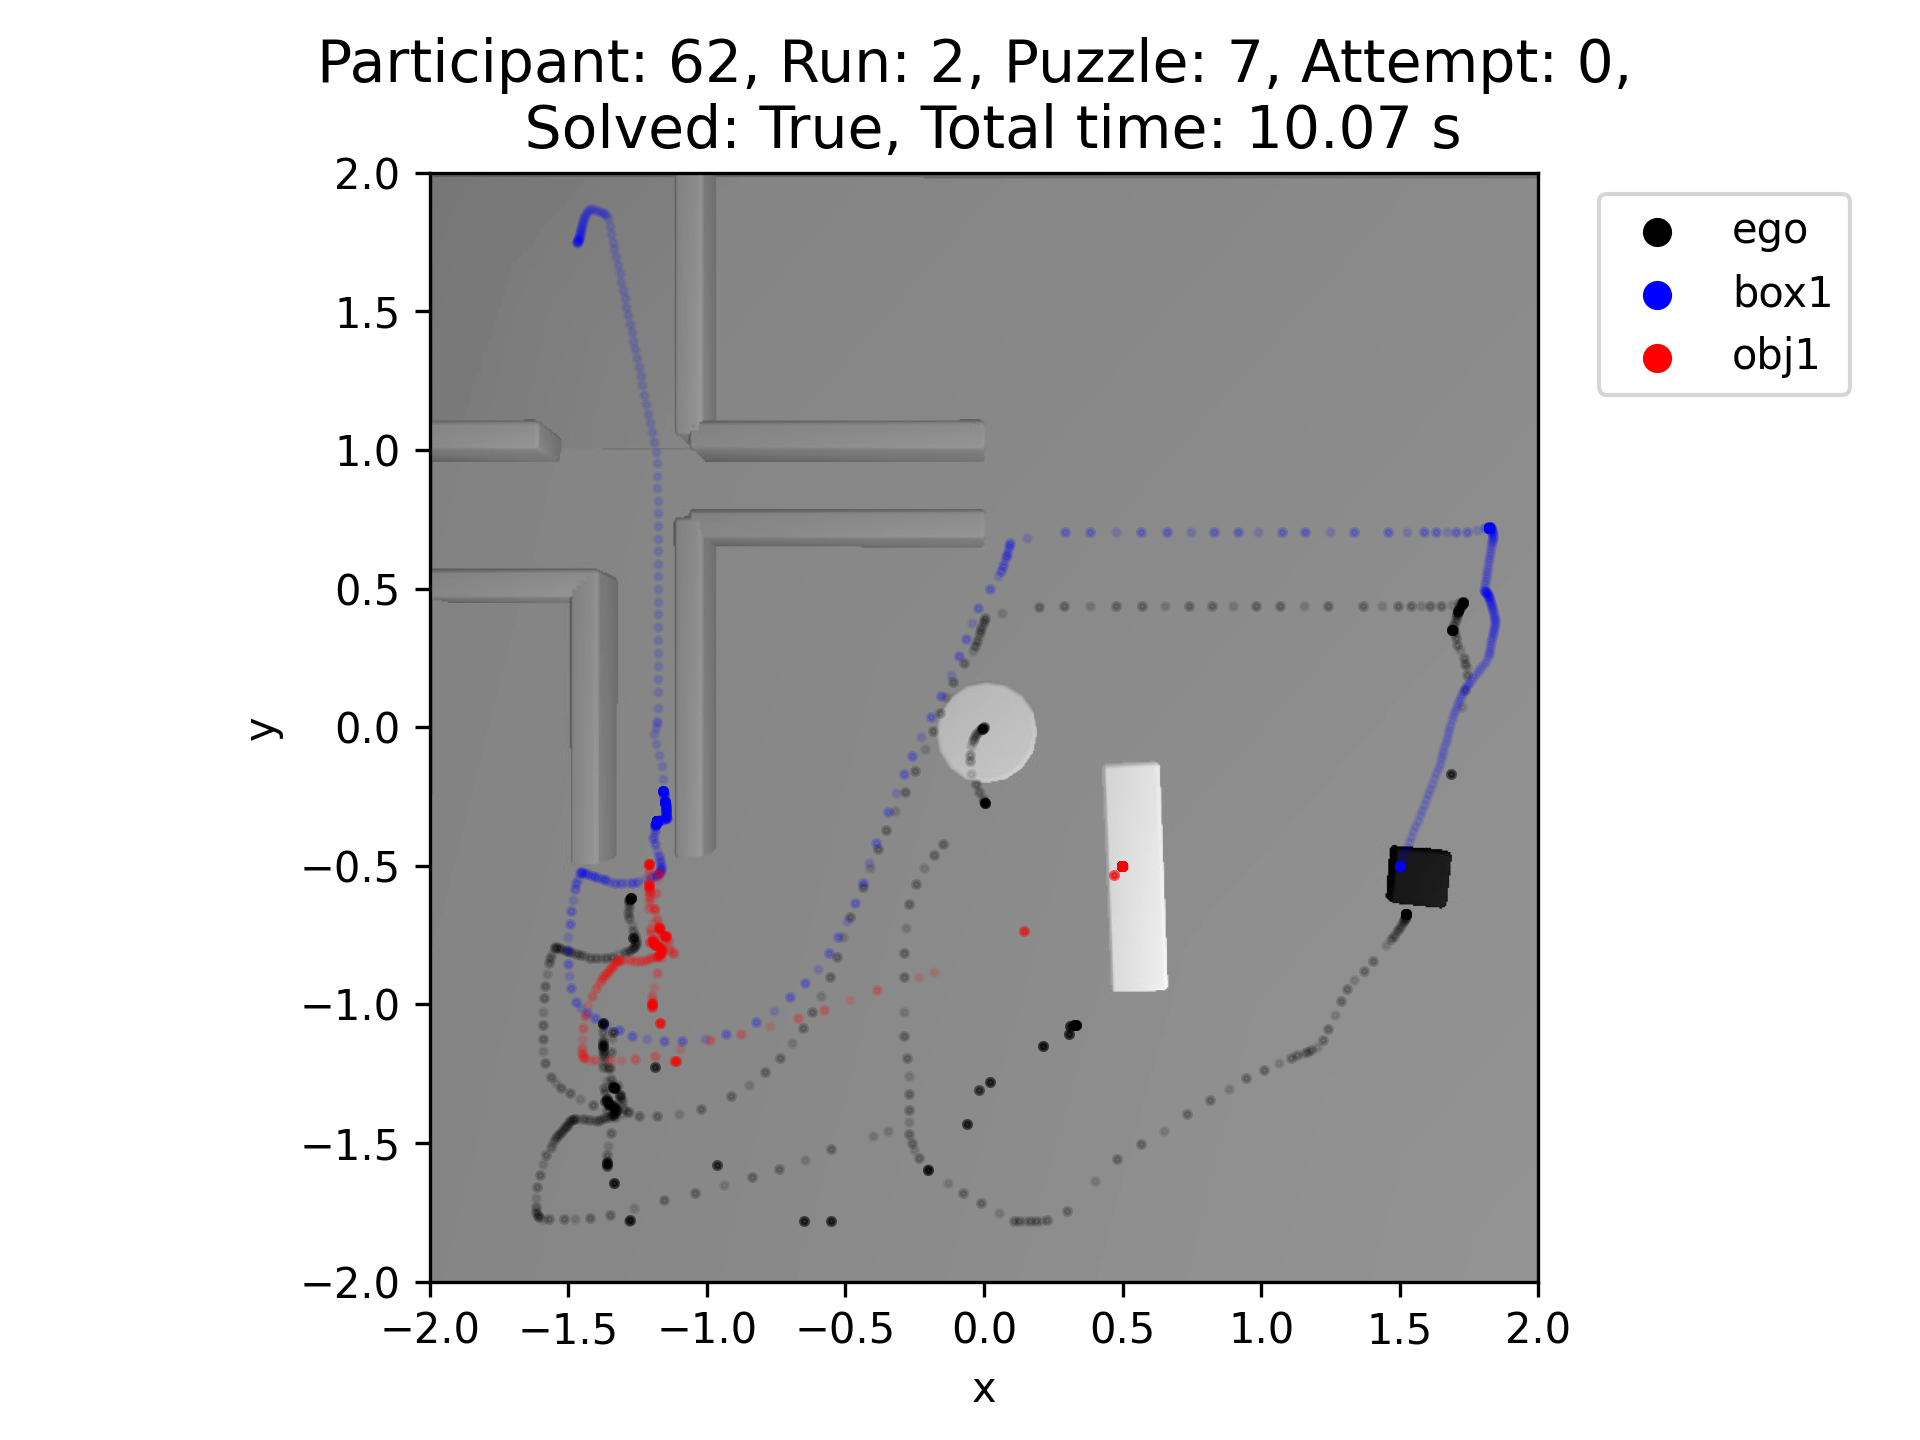 Participant: 62, Run: 2, Puzzle: 7, Attempt: 0,
Solved: True, Total time: 10.07 s
2.0
1.5
1.0
0.5
0.0
−0.5
−1.0
−1.5
−2.0
y
−2.0 −1.5 −1.0 −0.5 0.0 0.5 1.0 1.5 2.0
x
ego
box1
obj1